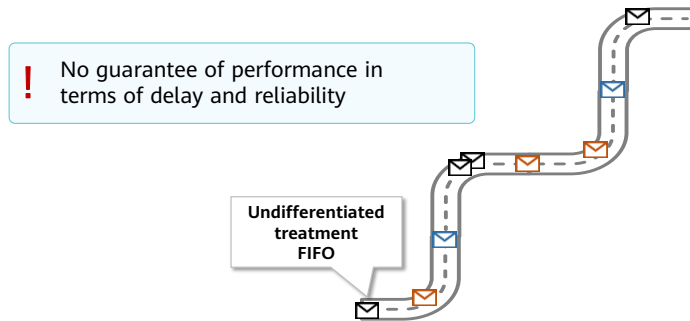 !
No guarantee of performance in
terms of delay and reliability
Undifferentiated
treatment
FIFO